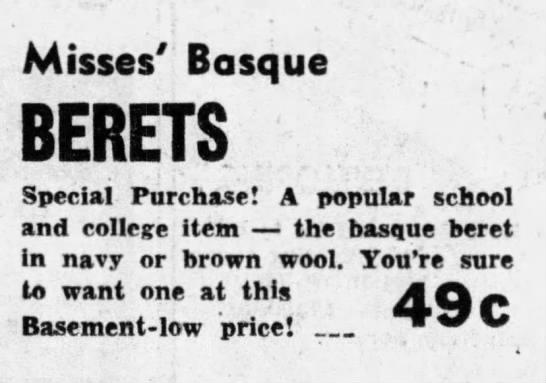 Misses' Basque
BERETS
Special Purchase! A popular school
and college item — the basque beret
in navy or brown wool. You're sure
to want one at this
Basement-low price! ___ 49c